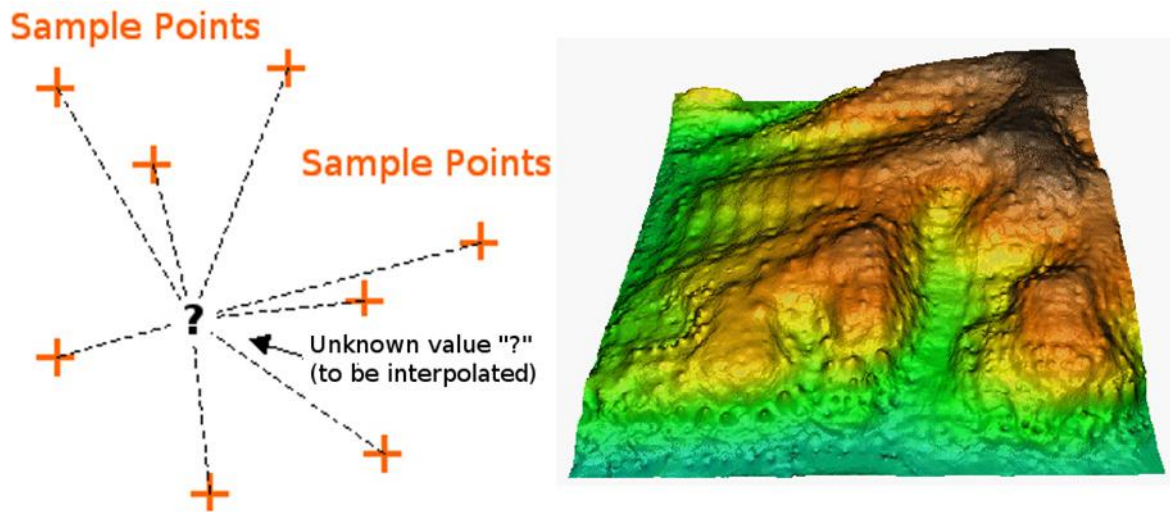 Sample Points
Sample Points
?
Unknown value "?"
(to be interpolated)